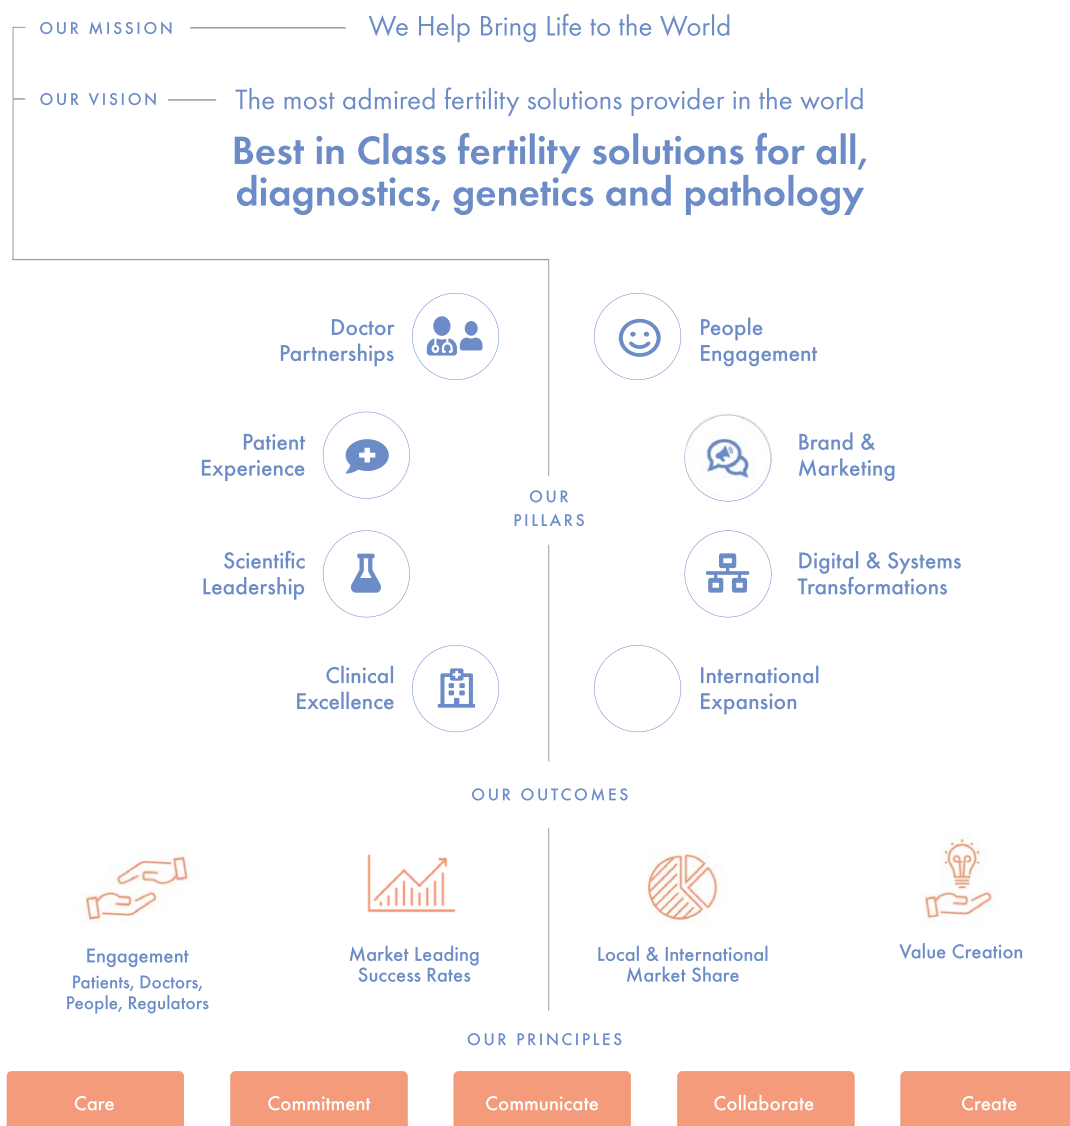 OUR MISSION
We Help Bring Life to the World
OUR VISION
The most admired fertility solutions provider in the world
Best in Class fertility solutions for all,
diagnostics, genetics and pathology
Doctor
Partnerships
People
Engagement
Patient
Experience
Brand &
Marketing
OUR
PILLARS
Scientific
Leadership
Digital & Systems
Transformations
Clinical
Excellence
International
Expansion
OUR OUTCOMES
Engagement
Patients, Doctors,
People, Regulators
Market Leading
Success Rates
Local & International
Market Share
Value Creation
OUR PRINCIPLES
Care
Commitment
Communicate
Collaborate
Create